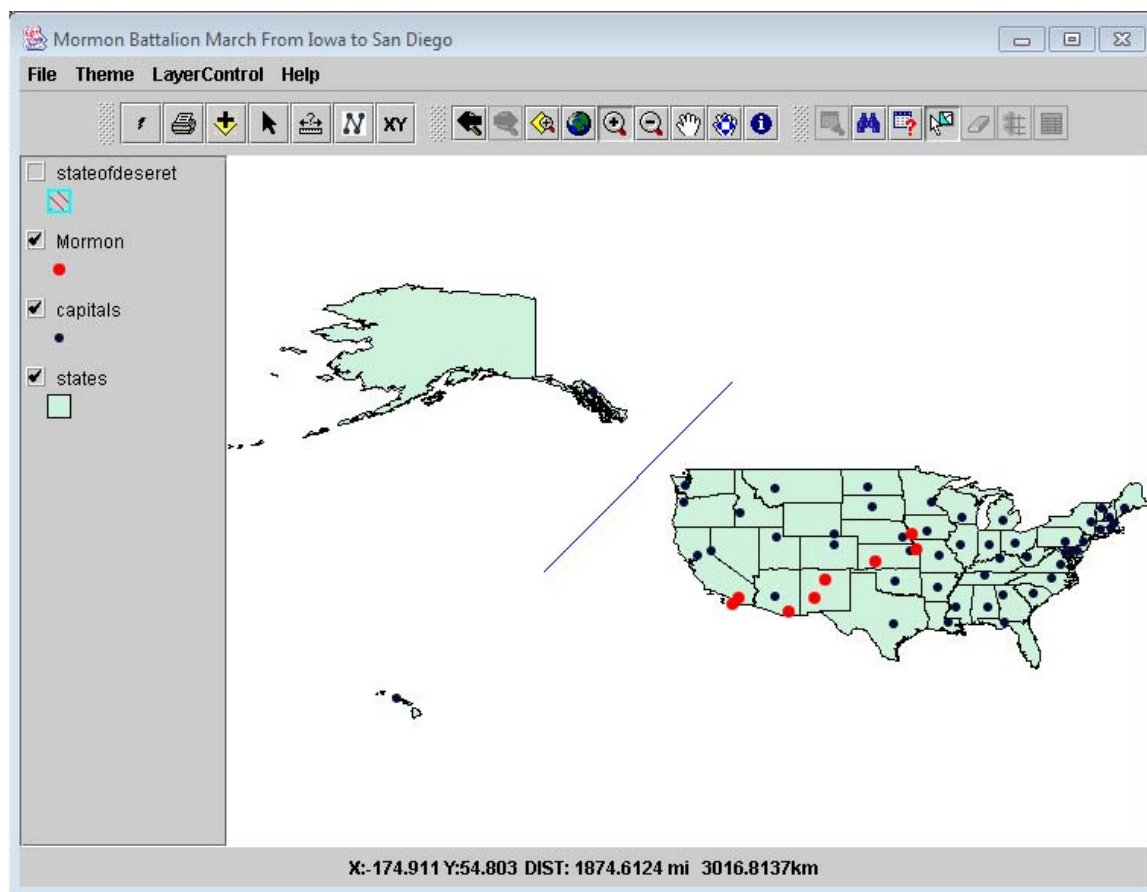 Mormon Battalion March From Iowa to San Diego
File Theme LayerControl Help
XY
stateofdeseret
Mormon
capitals
states
X:-174.911 Y:54.803 DIST: 1874.6124 mi 3016.8137km